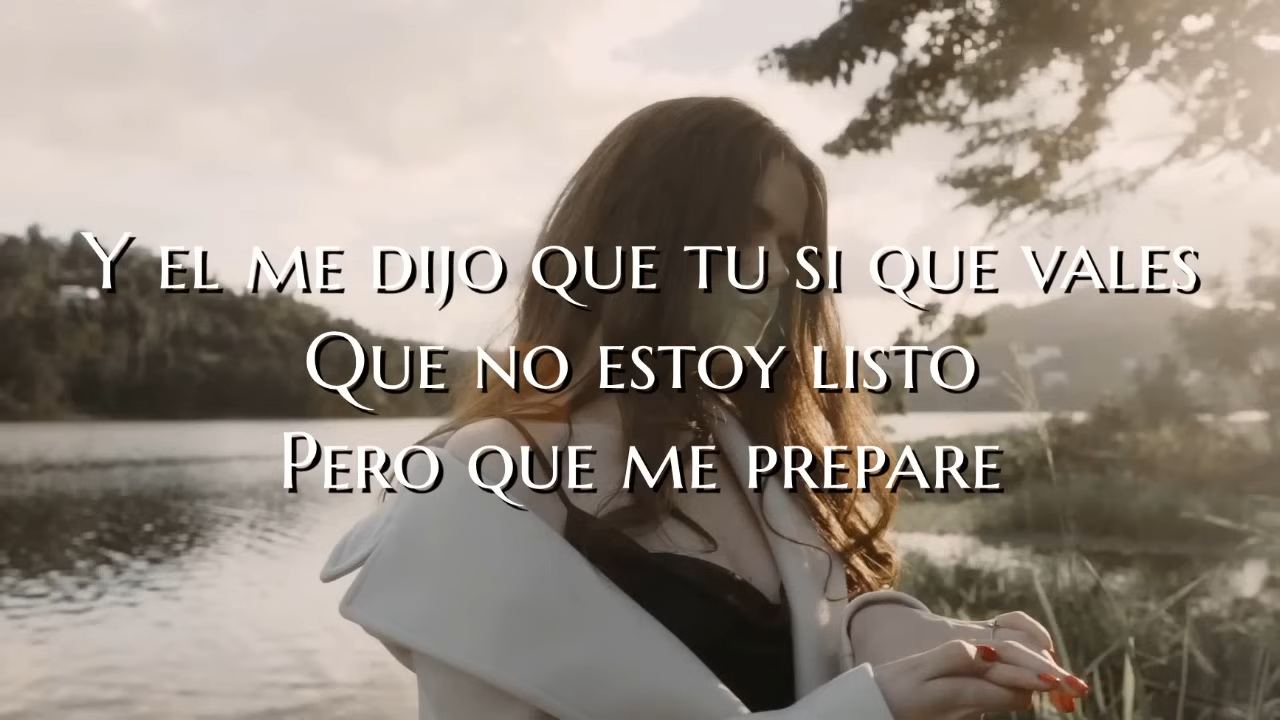 Y el me dijo que tu si que vales
Que no estoy listo
Pero que me prepare